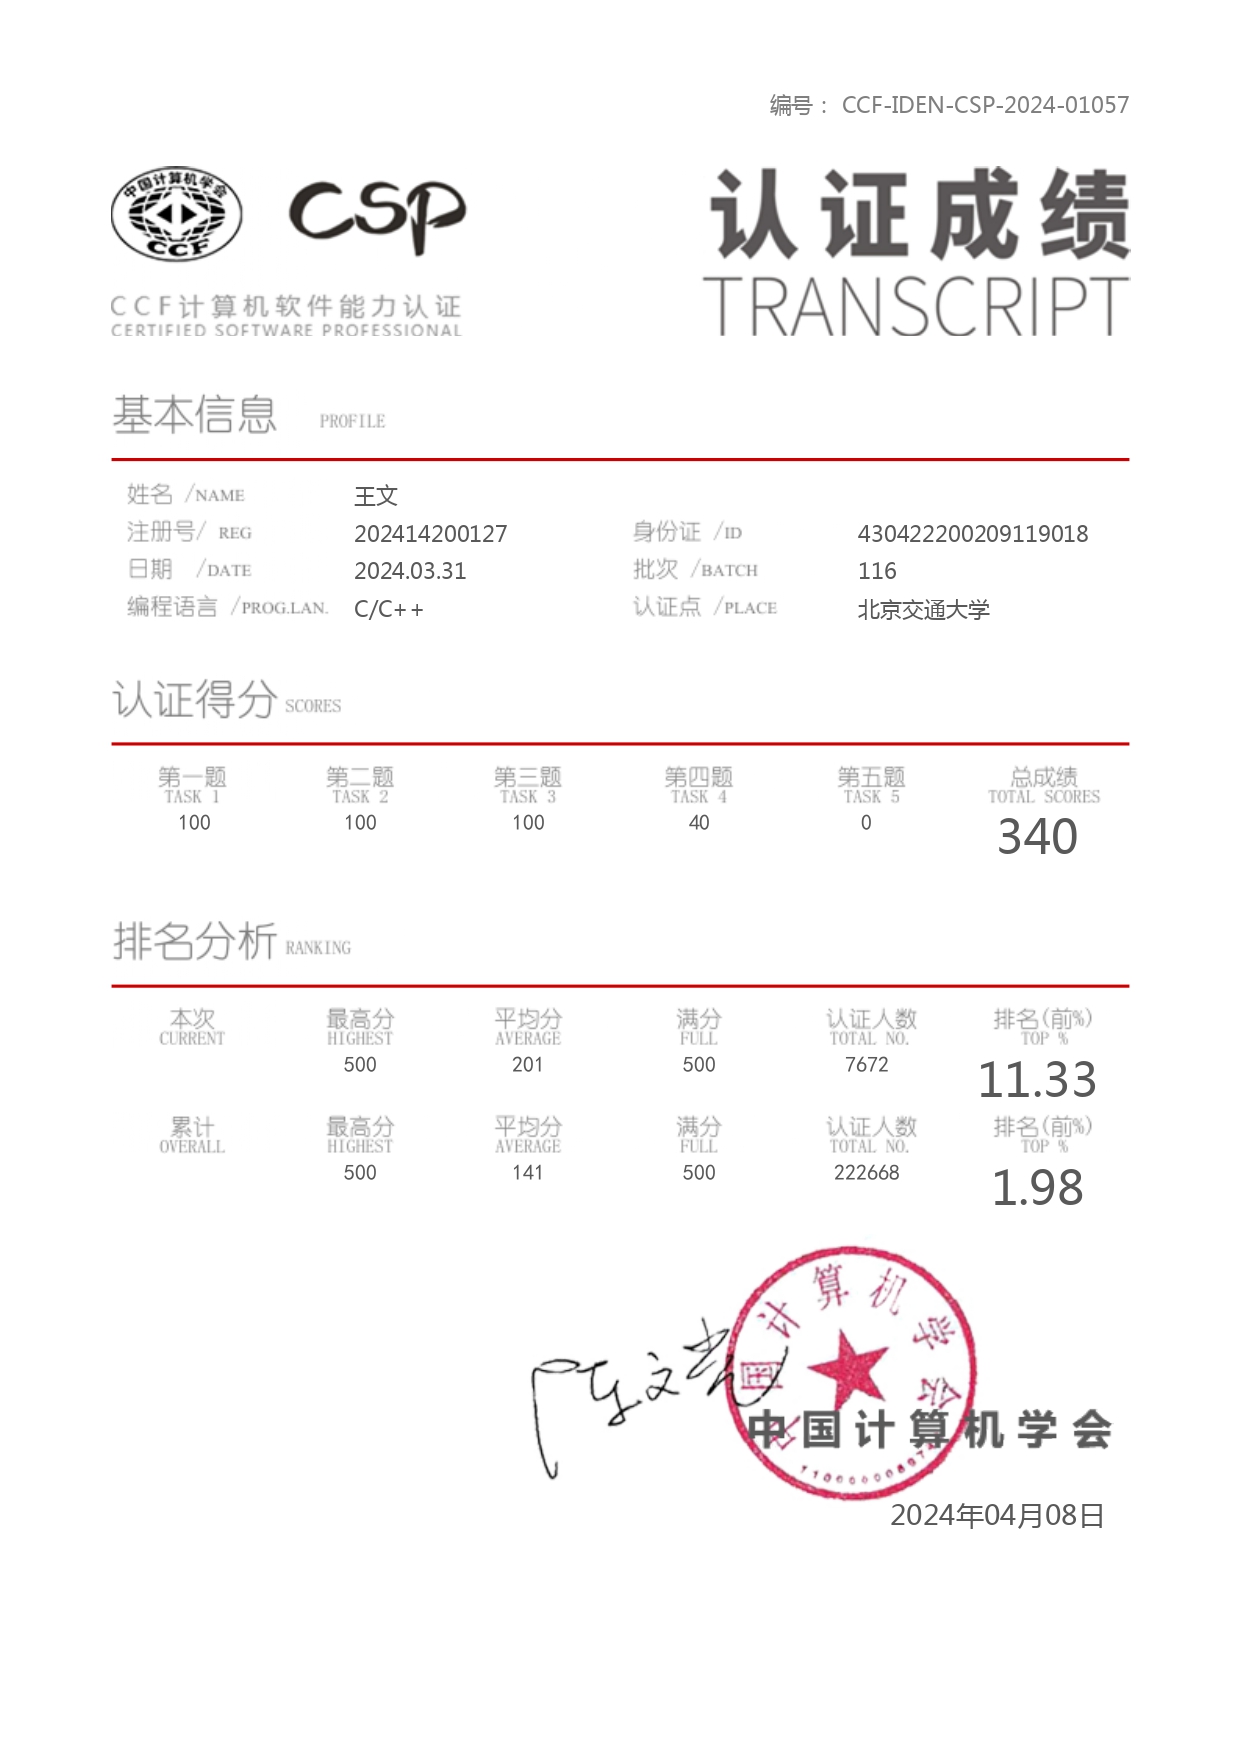 编号： CCF-IDEN-CSP-2024-01057
中国计算机学会
CCF
CSP
认证成绩
TRANSCRIPT
CCF计算机软件能力认证
CERTIFIED SOFTWARE PROFESSIONAL
基本信息 PROFILE
姓名 /NAME 王文
注册号/ REG 202414200127 身份证 /ID 430422200209119018
日期 /DATE 2024.03.31 批次 /BATCH 116
编程语言 /PROG.LAN. C/C++ 认证点 /PLACE 北京交通大学
认证得分 SCORES
第一题 第二题 第三题 第四题 第五题 总成绩
TASK 1 TASK 2 TASK 3 TASK 4 TASK 5 TOTAL SCORES
100 100 100 40 0 340
排名分析 RANKING
本次 最高分 平均分 满分 认证人数 排名(前%)
CURRENT HIGHEST AVERAGE FULL TOTAL NO. TOP %
500 201 500 7672 11.33
累计 最高分 平均分 满分 认证人数 排名(前%)
OVERALL HIGHEST AVERAGE FULL TOTAL NO. TOP %
500 141 500 222668 1.98
中国计算机学会
中国计算机学会
2024年04月08日